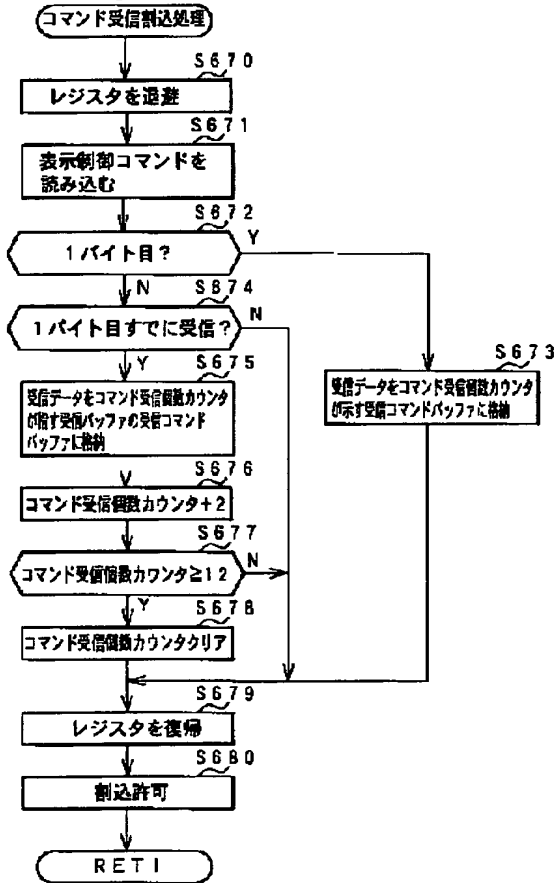 コマンド受信割込処理
S670
レジスタを退避
S671
表示制御コマンドを
読み込む
S672
1バイト目？
Y
N
S674
1バイト目すでに受信？
N
Y
S673
受信データをコマンド受信個数カウンタ
が示す受信コマンドバッファに格納
S675
受信データをコマンド受信個数カウンタ
が指す受信バッファの受信コマンド
バッファに格納
S676
コマンド受信個数カウンタ+2
S677
コマンド受信個数カウンタ≧12
N
Y
S678
コマンド受信個数カウンタクリア
S679
レジスタを復帰
S680
割込許可
RETI